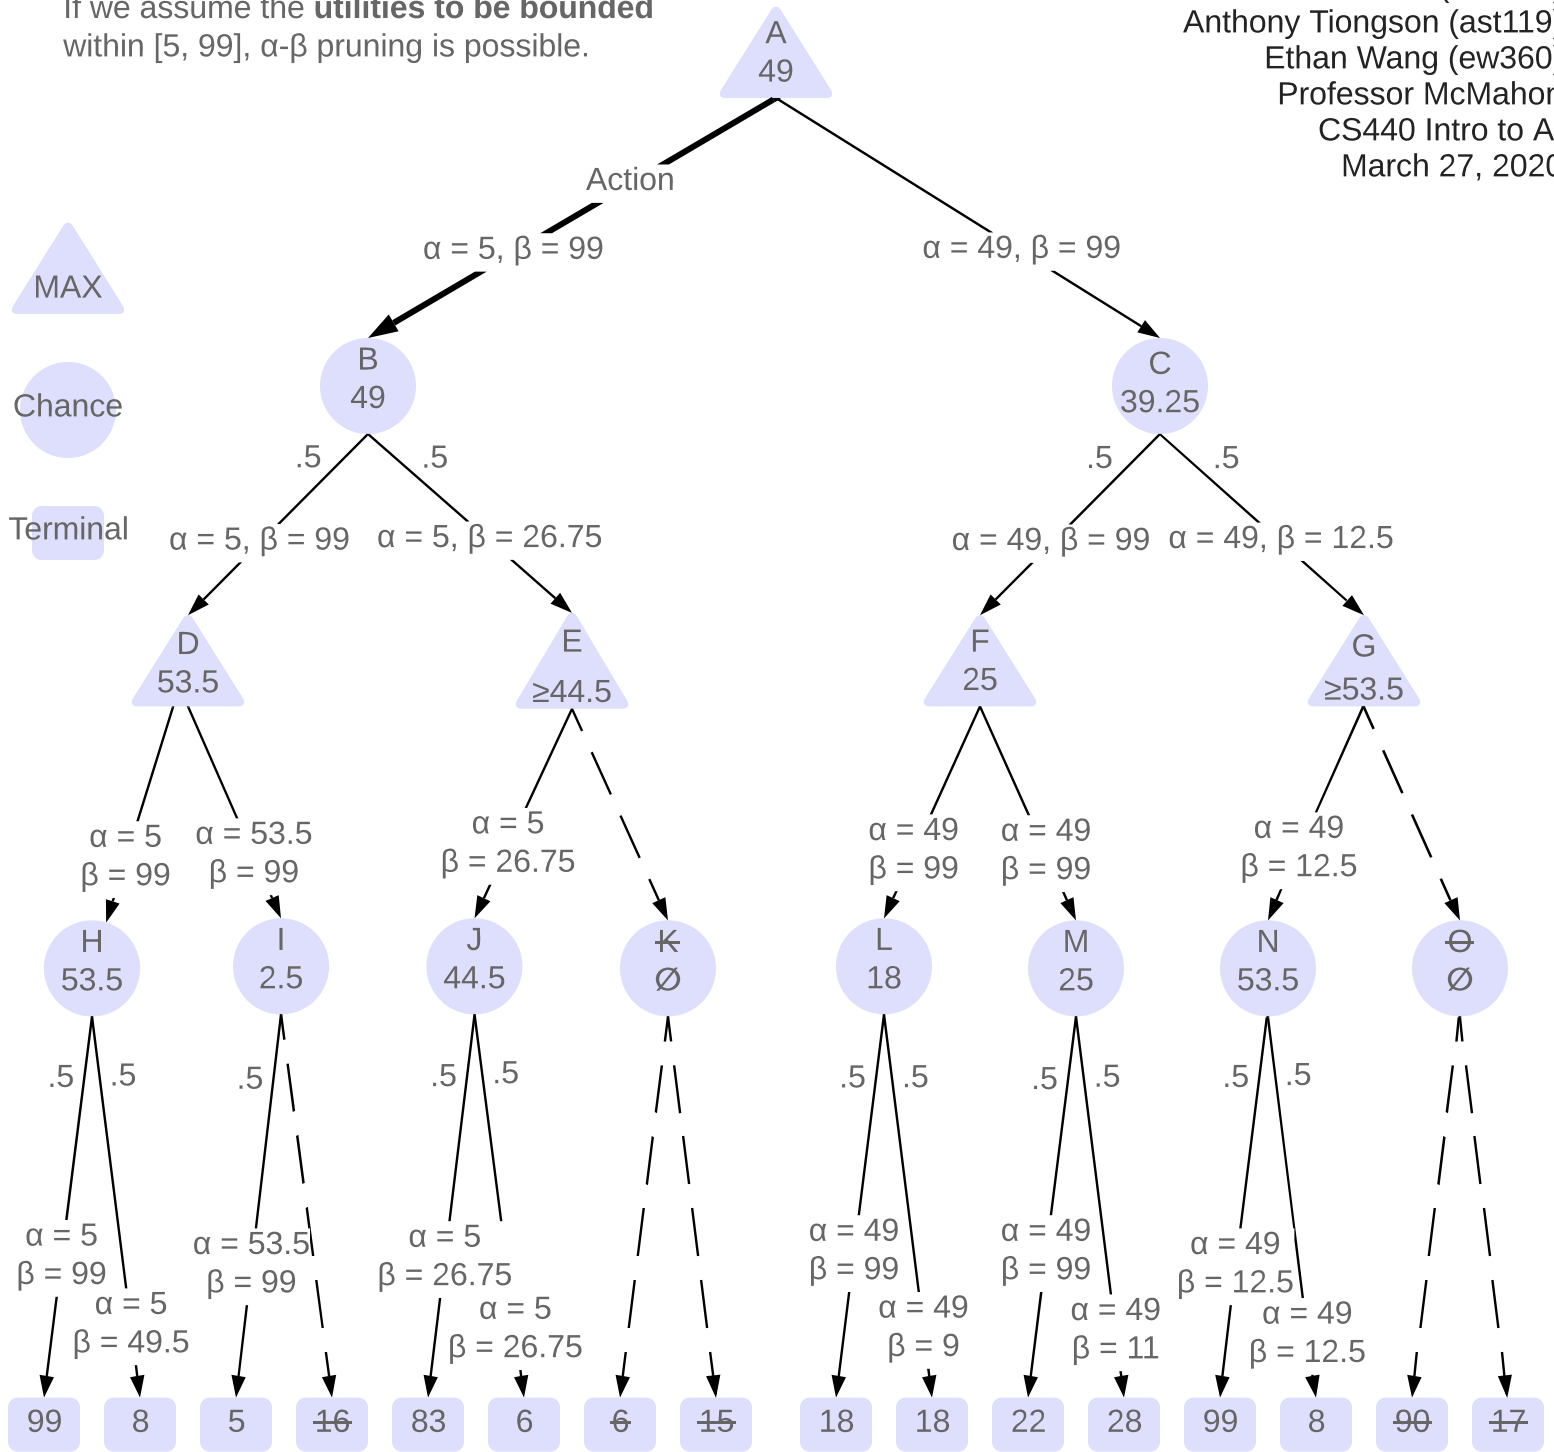 If we assume the utilities to be bounded
within [5, 99], α-β pruning is possible.
Anthony Tiongson (ast119)
Ethan Wang (ew360)
Professor McMahon
CS440 Intro to A
March 27, 2020
A
49
Action
α = 5, β = 99
α = 49, β = 99
MAX
Chance
Terminal
B
49
C
39.25
.5
.5
.5
.5
α = 5, β = 99
α = 5, β = 26.75
α = 49, β = 99
α = 49, β = 12.5
D
53.5
E
≥44.5
F
25
G
≥53.5
α = 5
β = 99
α = 53.5
β = 99
α = 5
β = 26.75
α = 49
β = 99
α = 49
β = 99
α = 49
β = 12.5
H
53.5
I
2.5
J
44.5
K
Ø
L
18
M
25
N
53.5
O
Ø
.5
.5
.5
.5
.5
.5
.5
.5
.5
.5
.5
α = 5
β = 99
α = 5
β = 49.5
α = 53.5
β = 99
α = 5
β = 26.75
α = 5
β = 26.75
α = 49
β = 99
α = 49
β = 9
α = 49
β = 99
α = 49
β = 11
α = 49
β = 12.5
α = 49
β = 12.5
99
8
5
16
83
6
6
15
18
18
22
28
99
8
90
17